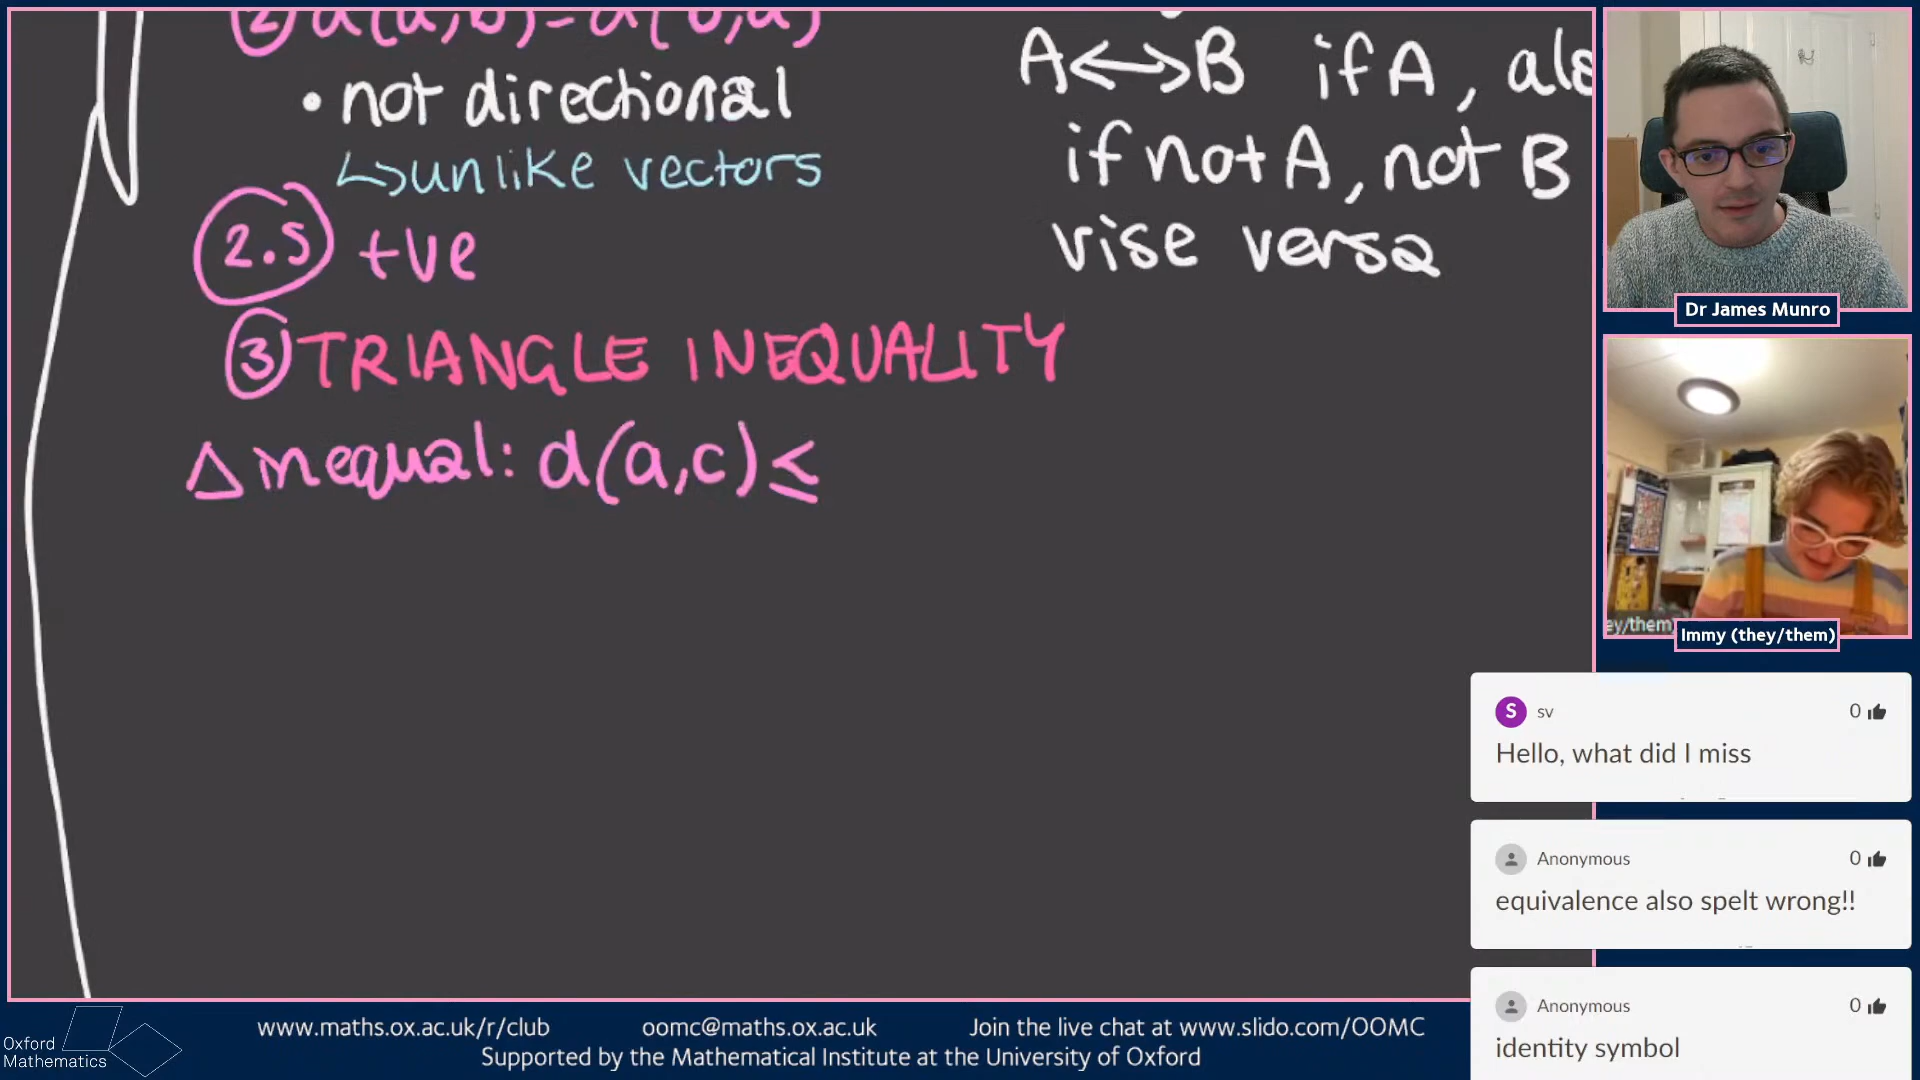 ② d(a,b)=d(b,a)
• not directional
↳unlike vectors
2.5 +ve
③ TRIANGLE INEQUALITY
Δ inequal: d(a,c)≤
A↔B if A, als
if not A, not B
vise versa
Dr James Munro
ey/them)
Immy (they/them)
S sv 0
Hello, what did I miss
Anonymous 0
equivalence also spelt wrong!!
Anonymous 0
identity symbol
Oxford
Mathematics
www.maths.ox.ac.uk/r/club oomc@maths.ox.ac.uk Join the live chat at www.slido.com/OOMC
Supported by the Mathematical Institute at the University of Oxford